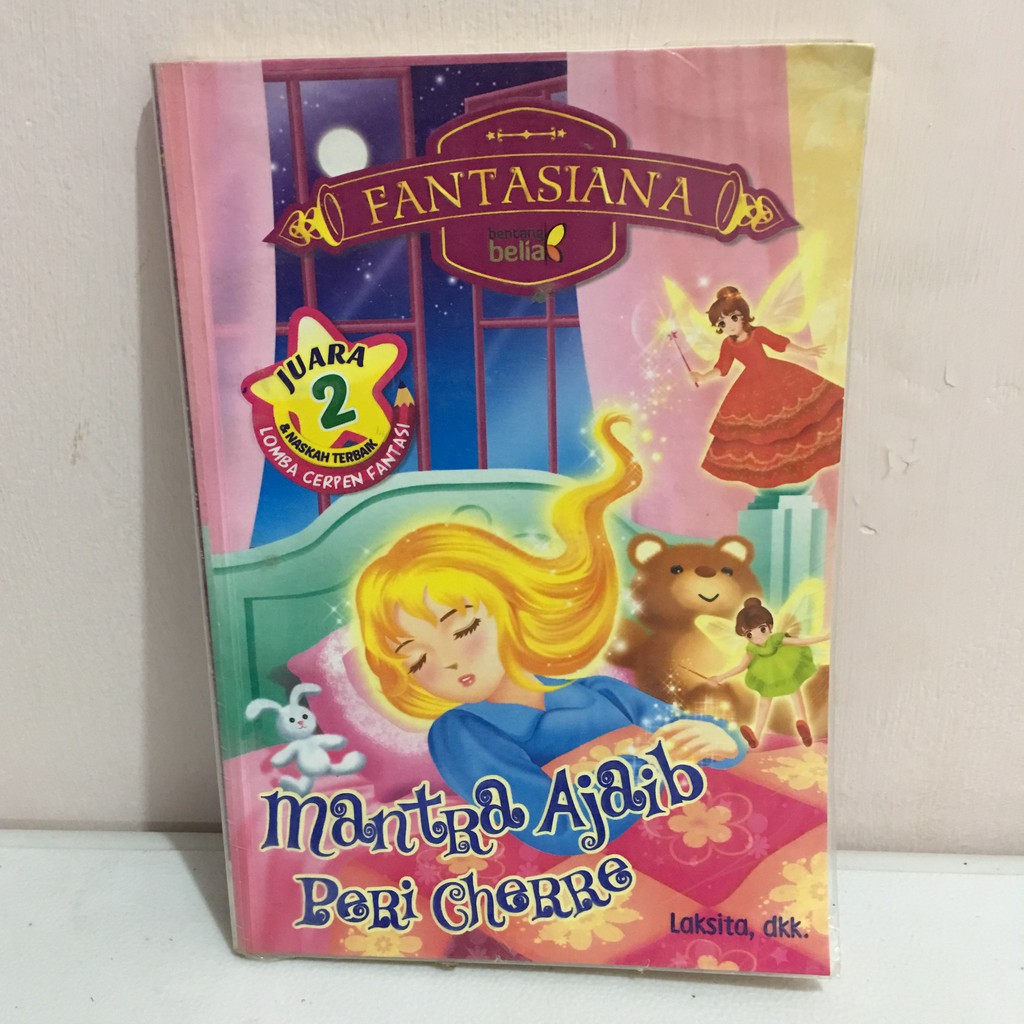 FANTASIANA
bentang
belia
JUARA
2
& NASKAH TERBAIK
LOMBA CERPEN FANTASI
Mantra Ajaib
Peri Cherre
Laksita, dkk.